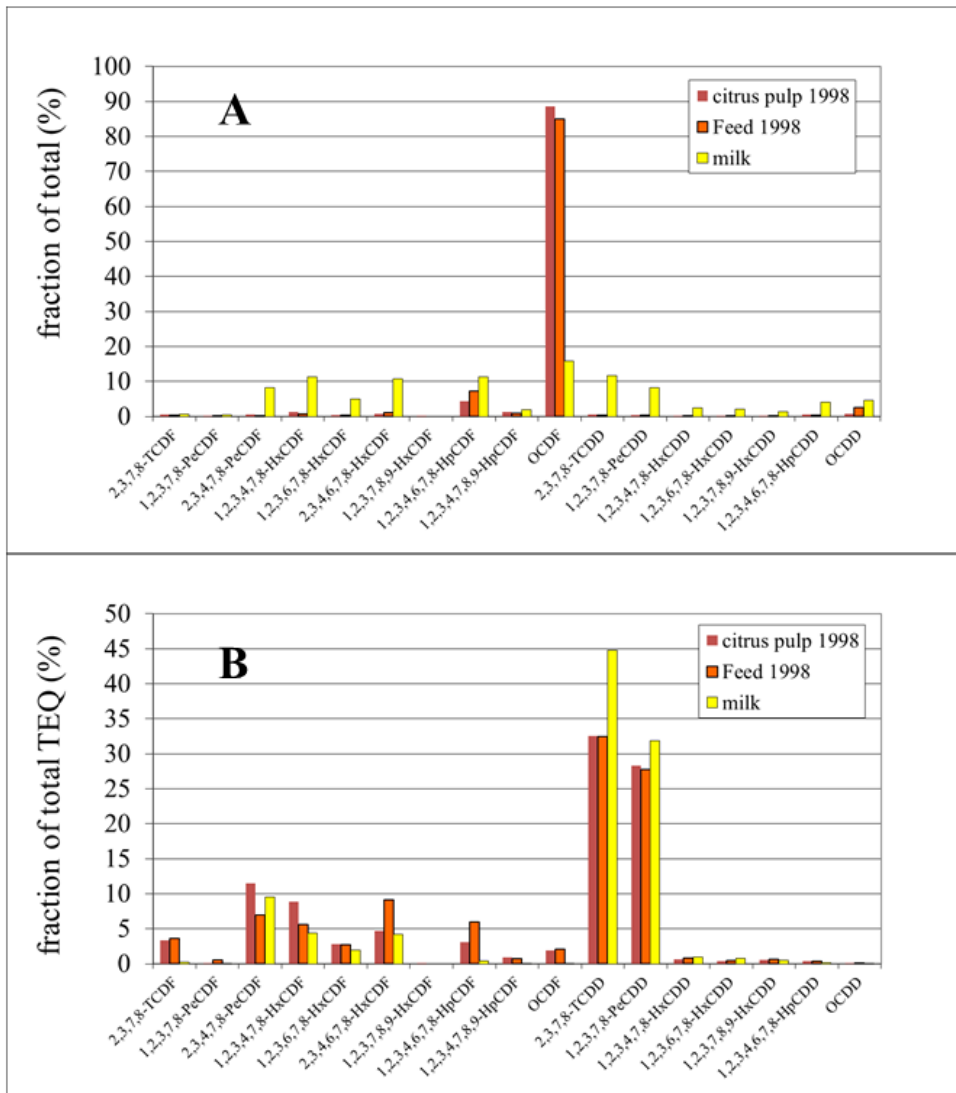 100
90
80
70
60
50
40
30
20
10
0
fraction of total (%)
A
citrus pulp 1998
Feed 1998
milk
2,3,7,8-TCDF
1,2,3,7,8-PeCDF
2,3,4,7,8-PeCDF
1,2,3,4,7,8-HxCDF
1,2,3,6,7,8-HxCDF
2,3,4,6,7,8-HxCDF
1,2,3,7,8,9-HxCDF
1,2,3,4,6,7,8-HpCDF
1,2,3,4,7,8,9-HpCDF
OCDF
2,3,7,8-TCDD
1,2,3,7,8-PeCDD
1,2,3,4,7,8-HxCDD
1,2,3,6,7,8-HxCDD
1,2,3,7,8,9-HxCDD
1,2,3,4,6,7,8-HpCDD
OCDD
50
45
40
35
30
25
20
15
10
5
0
fraction of total TEQ (%)
B
citrus pulp 1998
Feed 1998
milk
2,3,7,8-TCDF
1,2,3,7,8-PeCDF
2,3,4,7,8-PeCDF
1,2,3,4,7,8-HxCDF
1,2,3,6,7,8-HxCDF
2,3,4,6,7,8-HxCDF
1,2,3,7,8,9-HxCDF
1,2,3,4,6,7,8-HpCDF
1,2,3,4,7,8,9-HpCDF
OCDF
2,3,7,8-TCDD
1,2,3,7,8-PeCDD
1,2,3,4,7,8-HxCDD
1,2,3,6,7,8-HxCDD
1,2,3,7,8,9-HxCDD
1,2,3,4,6,7,8-HpCDD
OCDD